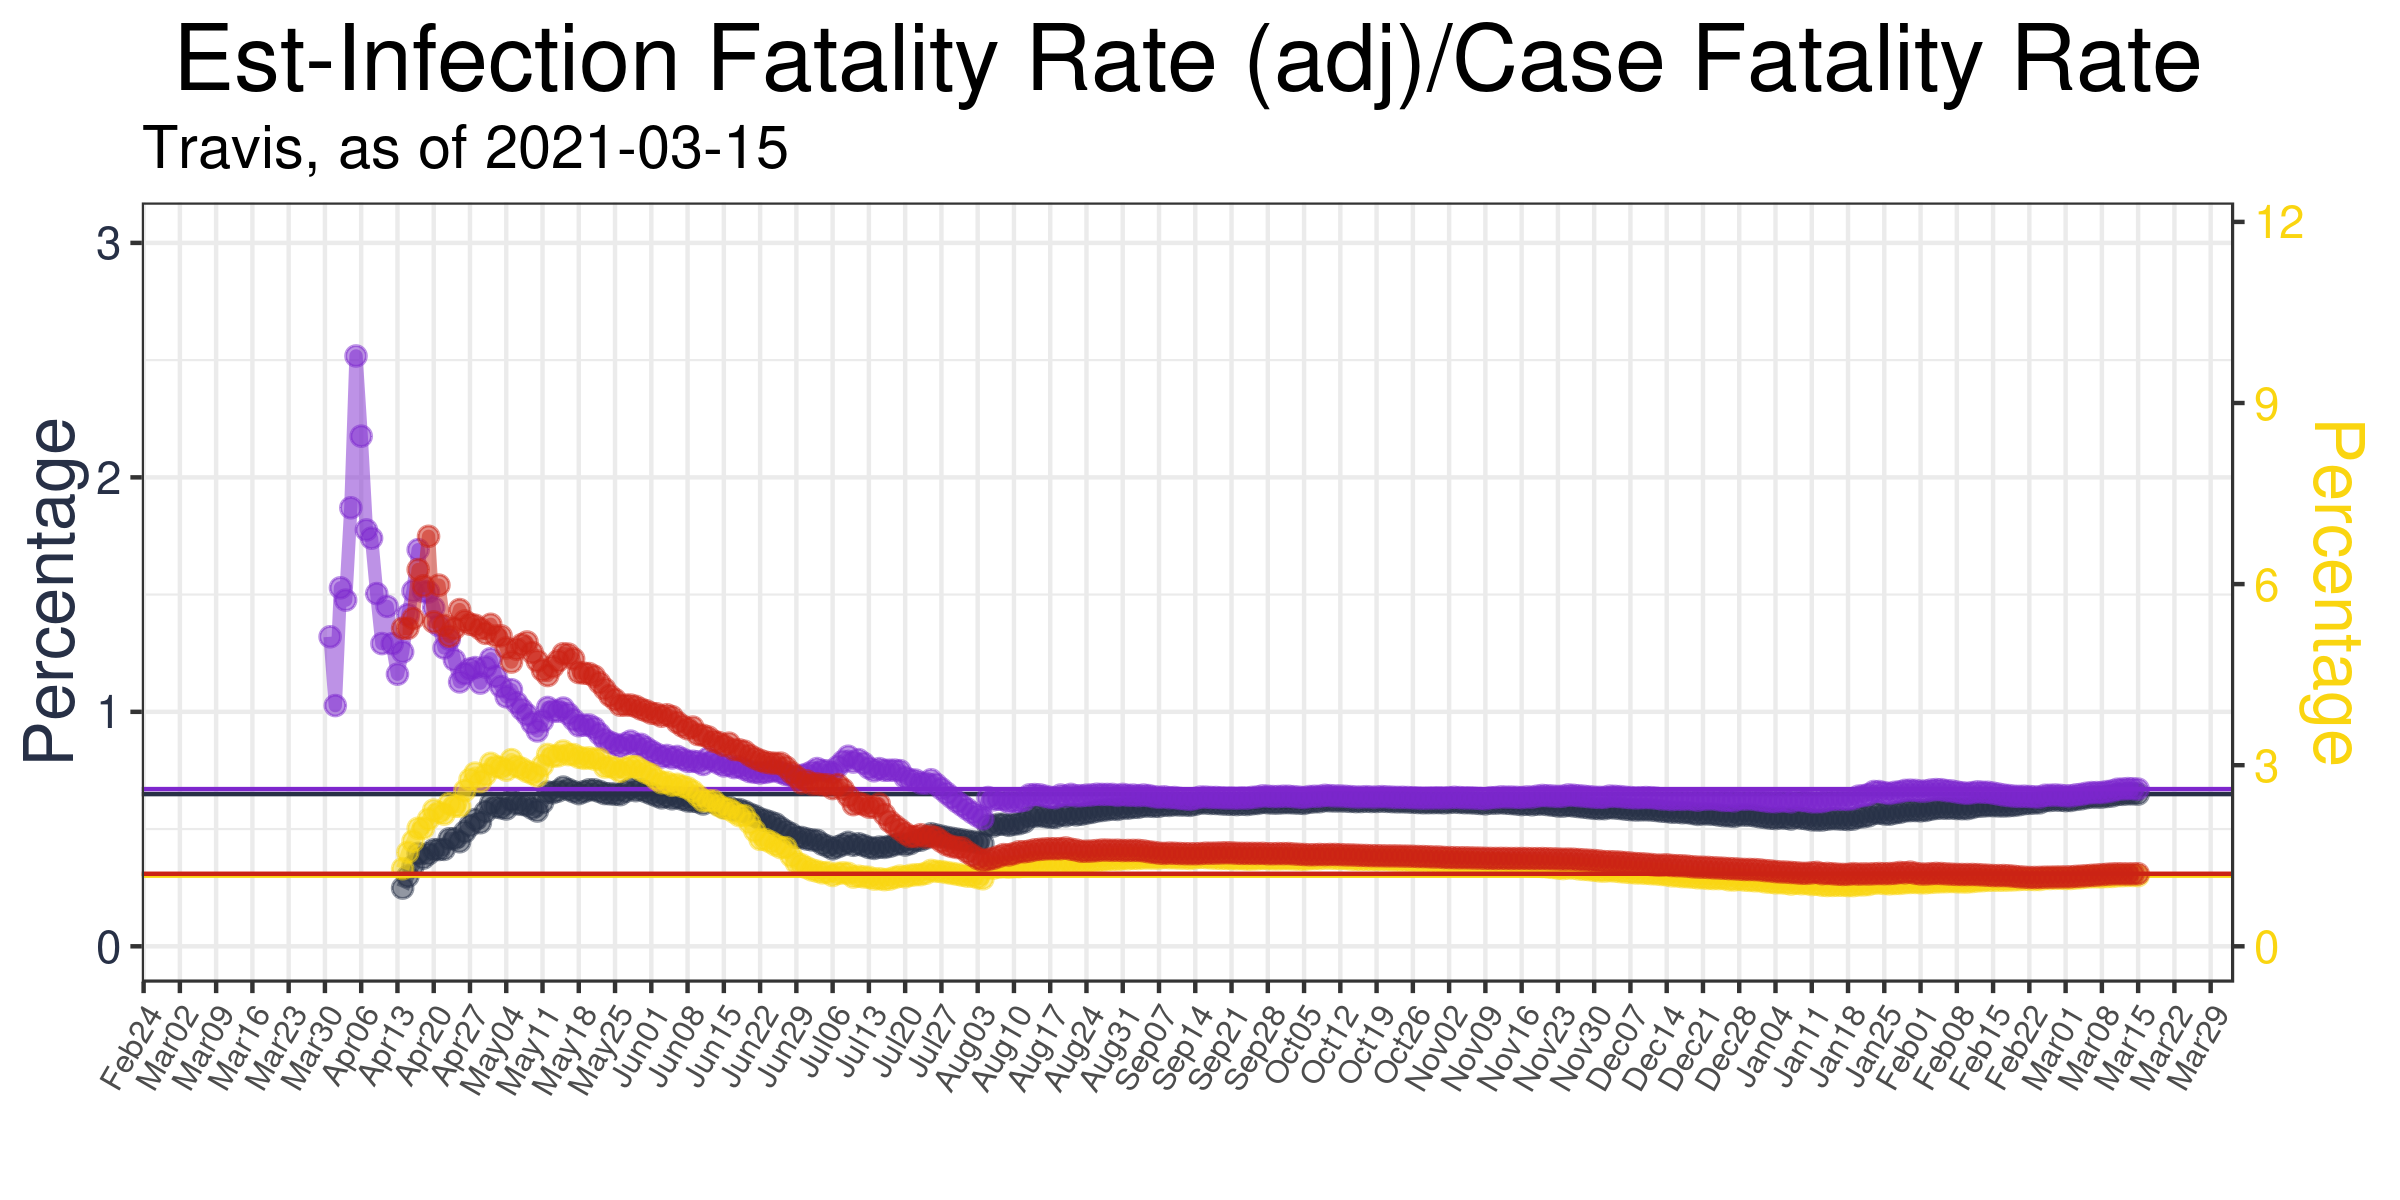 Est-Infection Fatality Rate (adj)/Case Fatality Rate
Travis, as of 2021-03-15
Percentage
3
2
1
0
12
9
6
3
0
Percentage
Feb24
Mar02
Mar09
Mar16
Mar23
Mar30
Apr06
Apr13
Apr20
Apr27
May04
May11
May18
May25
Jun01
Jun08
Jun15
Jun22
Jun29
Jul06
Jul13
Jul20
Jul27
Aug03
Aug10
Aug17
Aug24
Aug31
Sep07
Sep14
Sep21
Sep28
Oct05
Oct12
Oct19
Oct26
Nov02
Nov09
Nov16
Nov23
Nov30
Dec07
Dec14
Dec21
Dec28
Jan04
Jan11
Jan18
Jan25
Feb01
Feb08
Feb15
Feb22
Mar01
Mar08
Mar15
Mar22
Mar29